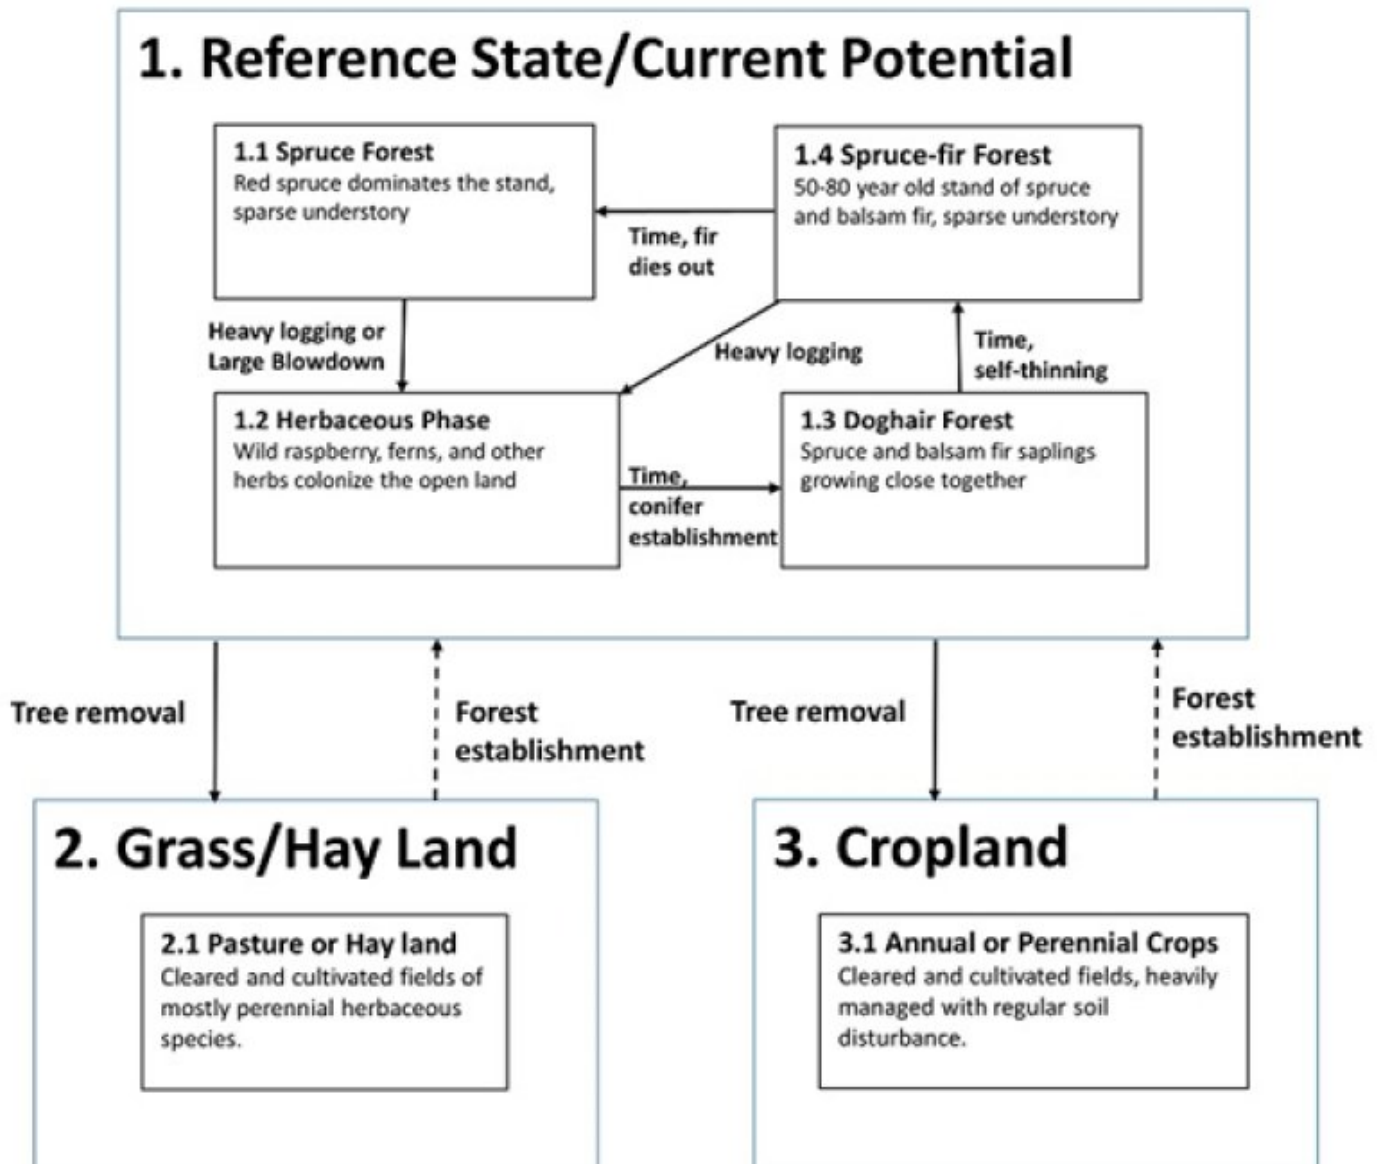 1. Reference State/Current Potential
1.1 Spruce Forest
Red spruce dominates the stand,
sparse understory
1.4 Spruce-fir Forest
50-80 year old stand of spruce
and balsam fir, sparse understory
Time, fir
dies out
Heavy logging or
Large Blowdown
Heavy logging
Time,
self-thinning
1.2 Herbaceous Phase
Wild raspberry, ferns, and other
herbs colonize the open land
Time,
conifer
establishment
1.3 Doghair Forest
Spruce and balsam fir saplings
growing close together
Tree removal
Forest
establishment
Tree removal
Forest
establishment
2. Grass/Hay Land
2.1 Pasture or Hay land
Cleared and cultivated fields of
mostly perennial herbaceous
species.
3. Cropland
3.1 Annual or Perennial Crops
Cleared and cultivated fields, heavily
managed with regular soil
disturbance.